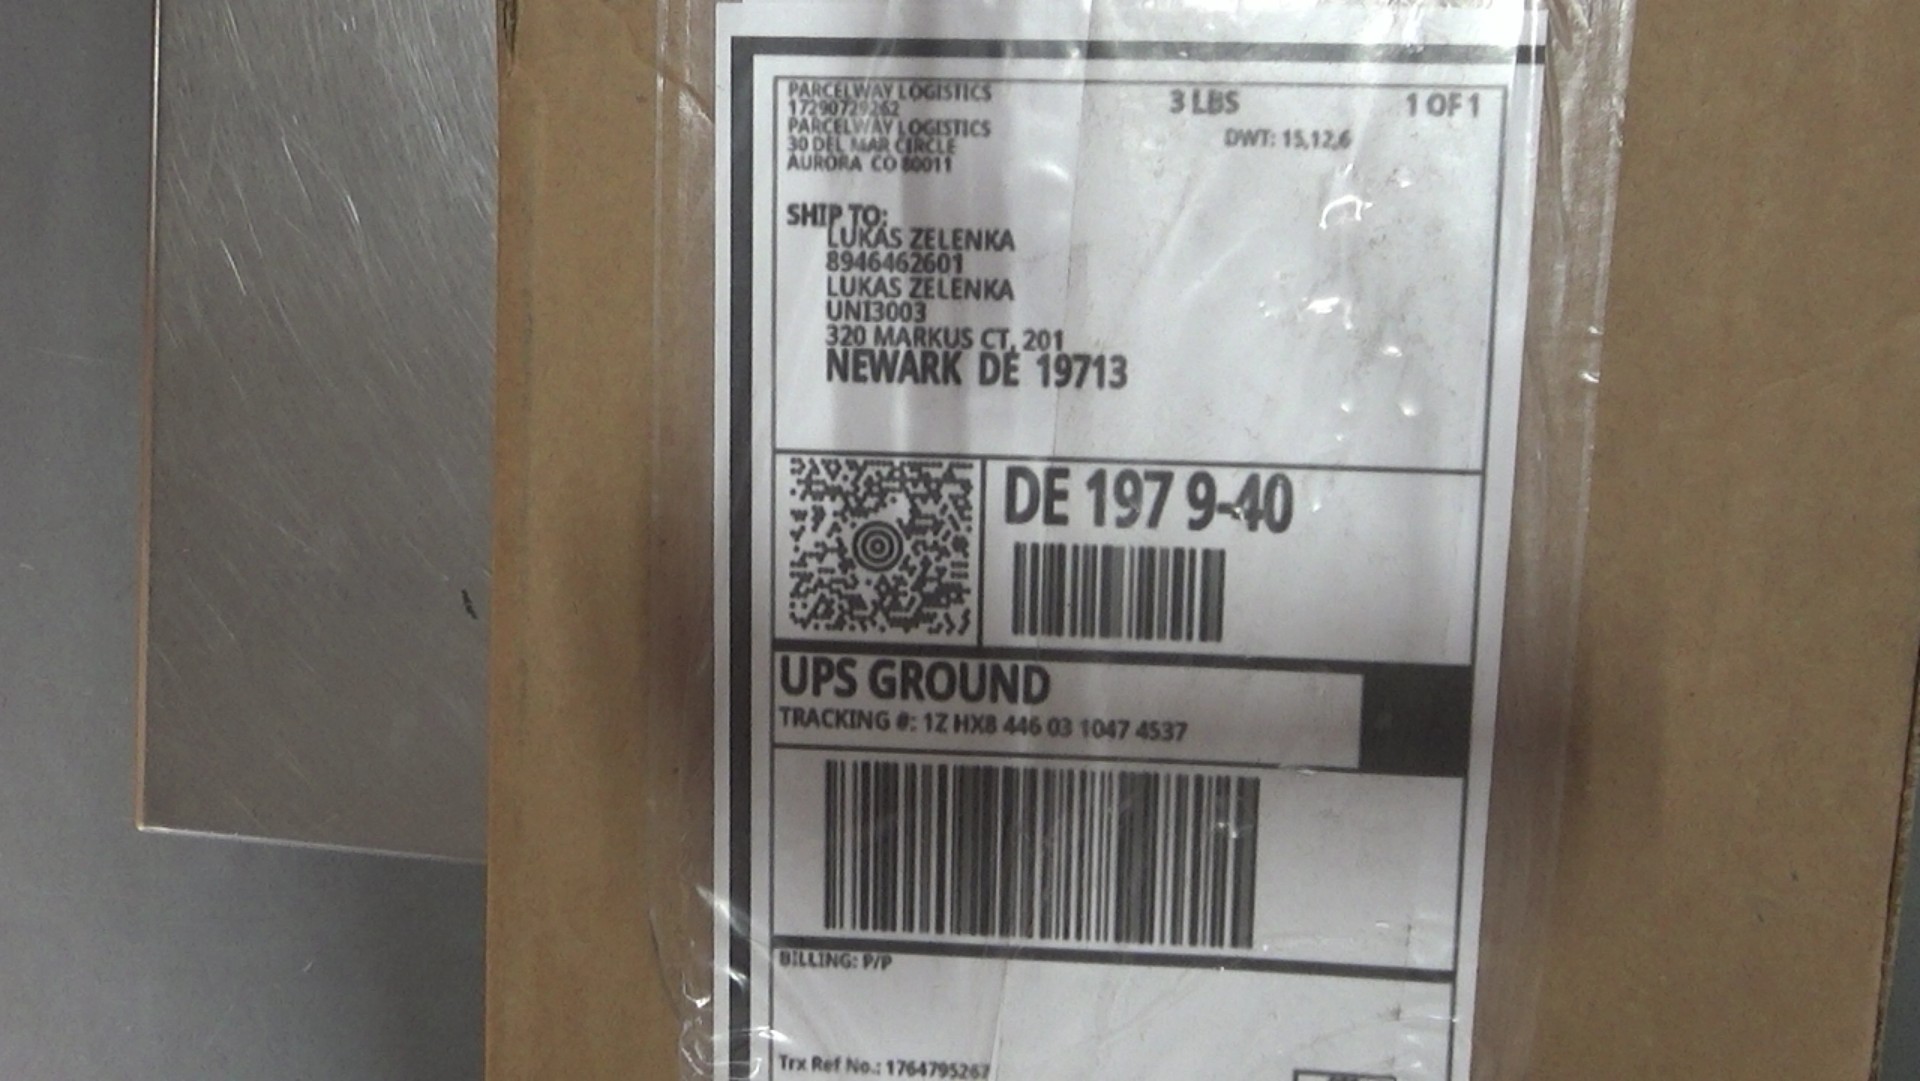 PARCELWAY LOGISTICS
17290729262
PARCELWAY LOGISTICS
30 DEL MAR CIRCLE
AURORA CO 80011
3 LBS
1 OF 1
DWT: 15,12,6
SHIP TO:
LUKAS ZELENKA
8946462601
LUKAS ZELENKA
UNI3003
320 MARKUS CT, 201
NEWARK DE 19713
DE 197 9-40
UPS GROUND
TRACKING #: 1Z HX8 446 03 1047 4537
BILLING: P/P
Trx Ref No.: 1764795267